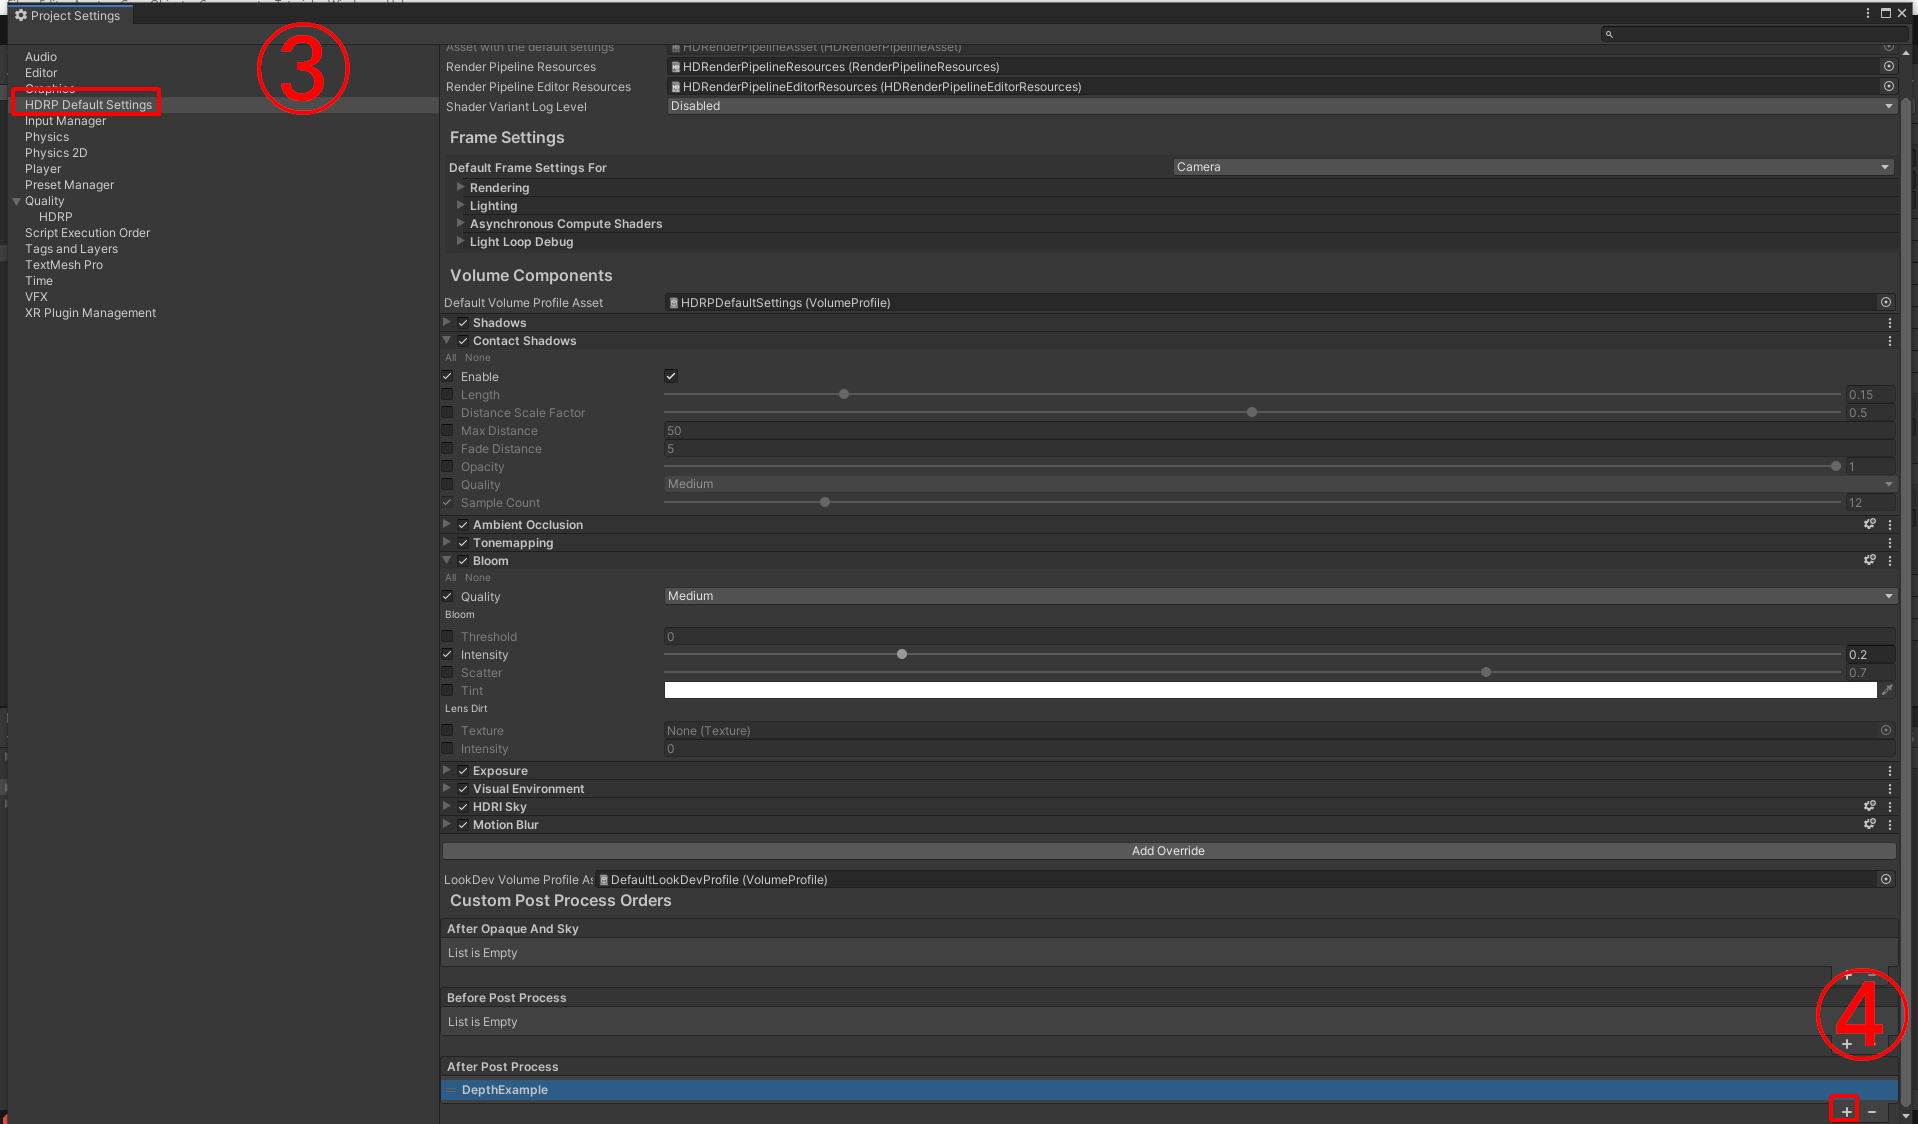 Project Settings
③
Audio
Editor
Graphics
HDRP Default Settings
Input Manager
Physics
Physics 2D
Player
Preset Manager
Quality
HDRP
Script Execution Order
Tags and Layers
TextMesh Pro
Time
VFX
XR Plugin Management
Asset with the default settings HDRenderPipelineAsset (HDRenderPipelineAsset)
Render Pipeline Resources HDRenderPipelineResources (RenderPipelineResources)
Render Pipeline Editor Resources HDRenderPipelineEditorResources (HDRenderPipelineEditorResources)
Shader Variant Log Level Disabled
Frame Settings
Default Frame Settings For Camera
Rendering
Lighting
Asynchronous Compute Shaders
Light Loop Debug
Volume Components
Default Volume Profile Asset HDRPDefaultSettings (VolumeProfile)
Shadows
Contact Shadows
All None
Enable
Length 0.15
Distance Scale Factor 0.5
Max Distance 50
Fade Distance 5
Opacity 1
Quality Medium
Sample Count 12
Ambient Occlusion
Tonemapping
Bloom
All None
Quality Medium
Bloom
Threshold 0
Intensity 0.2
Scatter 0.7
Tint
Lens Dirt
Texture None (Texture)
Intensity 0
Exposure
Visual Environment
HDRI Sky
Motion Blur
Add Override
LookDev Volume Profile As DefaultLookDevProfile (VolumeProfile)
Custom Post Process Orders
After Opaque And Sky
List is Empty
Before Post Process
List is Empty
④
After Post Process
DepthExample